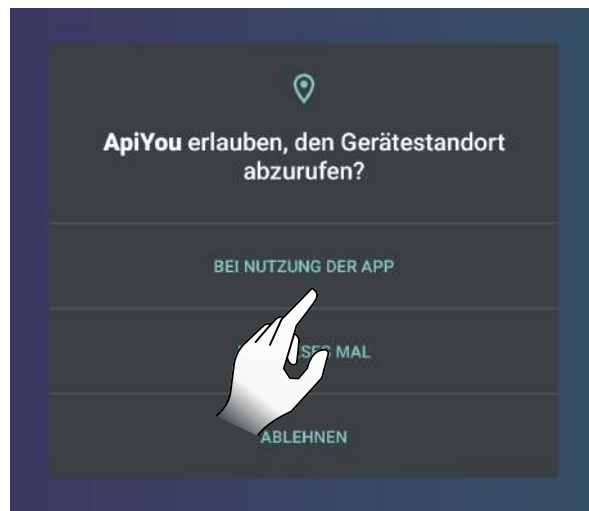 ApiYou erlauben, den Gerätestandort
abzurufen?
BEI NUTZUNG DER APP
MAL
ABLEHNEN